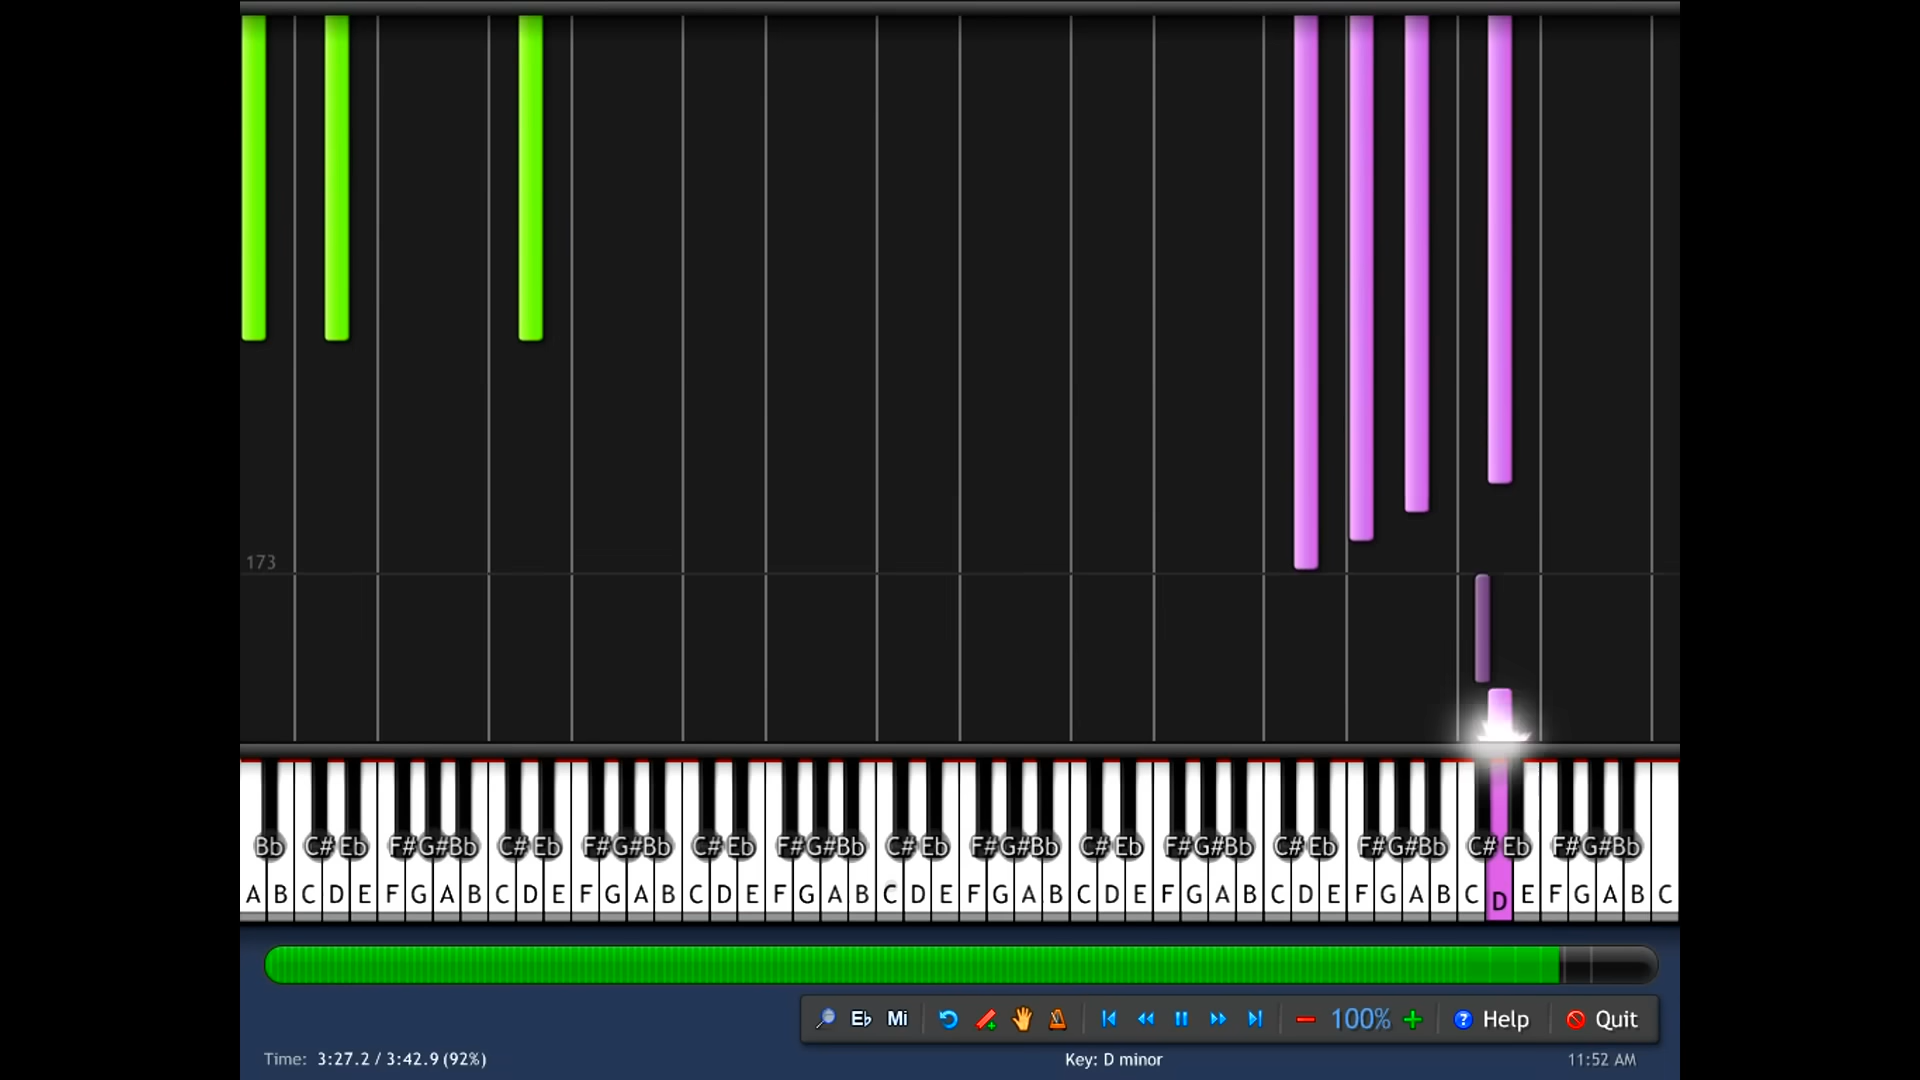 173
Bb C# Eb F# G# Bb C# Eb F# G# Bb C# Eb F# G# Bb C# Eb F# G# Bb C# Eb F# G# Bb C# Eb F# G# Bb C# Eb F# G# Bb
A B C D E F G A B C D E F G A B C D E F G A B C D E F G A B C D E F G A B C D E F G A B C D E F G A B C
Eb Mi 100% Help Quit
Time: 3:27.2 / 3:42.9 (92%) Key: D minor 11:52 AM